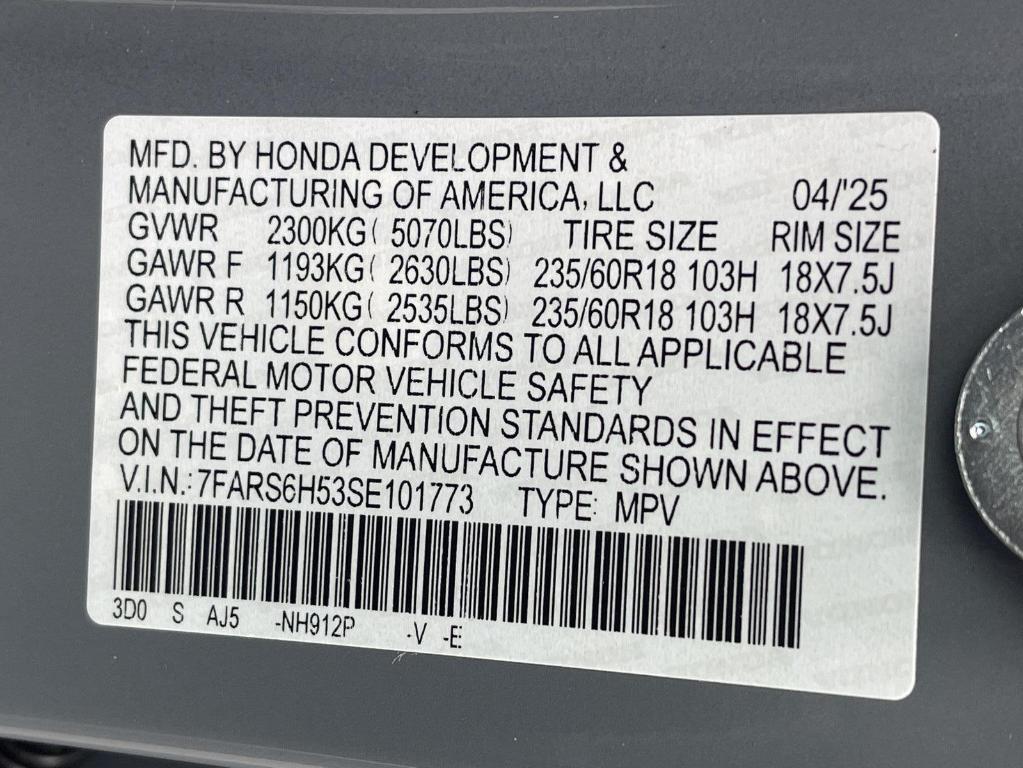 MFD. BY HONDA DEVELOPMENT &
MANUFACTURING OF AMERICA, LLC 04/'25
GVWR 2300KG( 5070LBS) TIRE SIZE RIM SIZE
GAWR F 1193KG( 2630LBS) 235/60R18 103H 18X7.5J
GAWR R 1150KG( 2535LBS) 235/60R18 103H 18X7.5J
THIS VEHICLE CONFORMS TO ALL APPLICABLE
FEDERAL MOTOR VEHICLE SAFETY
AND THEFT PREVENTION STANDARDS IN EFFECT
ON THE DATE OF MANUFACTURE SHOWN ABOVE.
V.I.N.: 7FARS6H53SE101773 TYPE: MPV
3D0 S AJ5 -NH912P -V -E